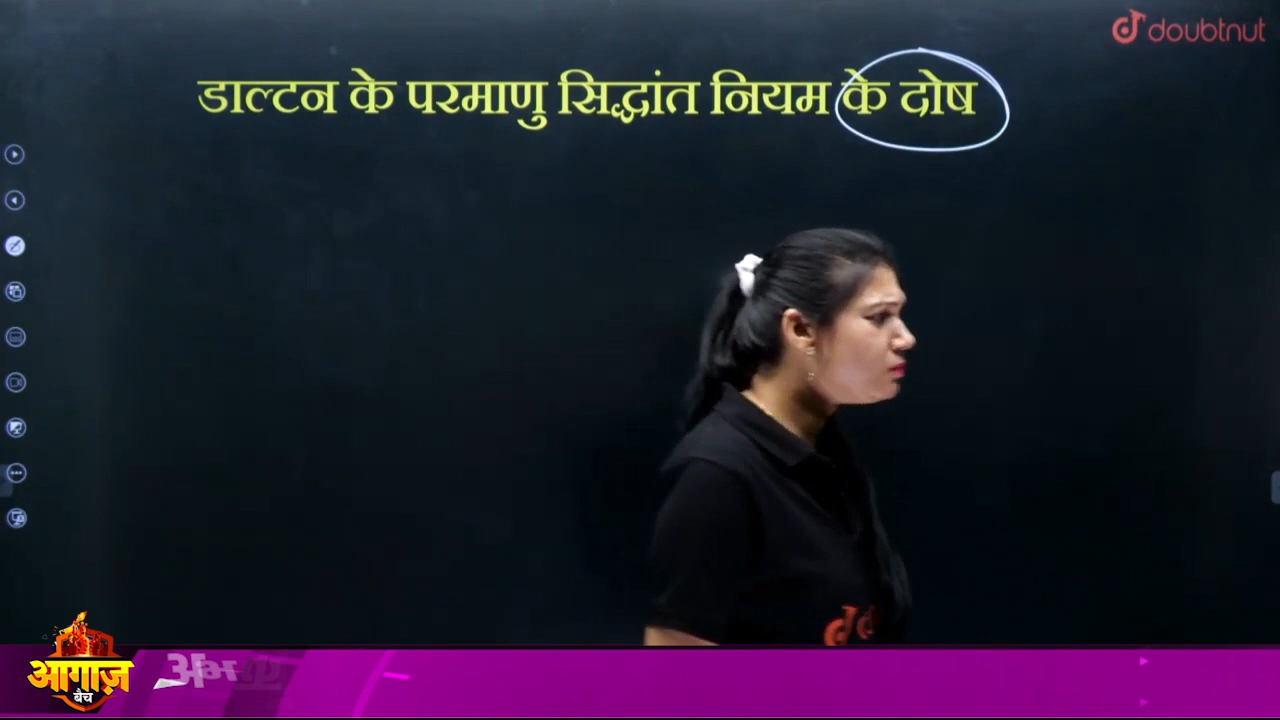 doubtnut
डाल्टन के परमाणु सिद्धांत नियम के दोष
आगाज़
बैच